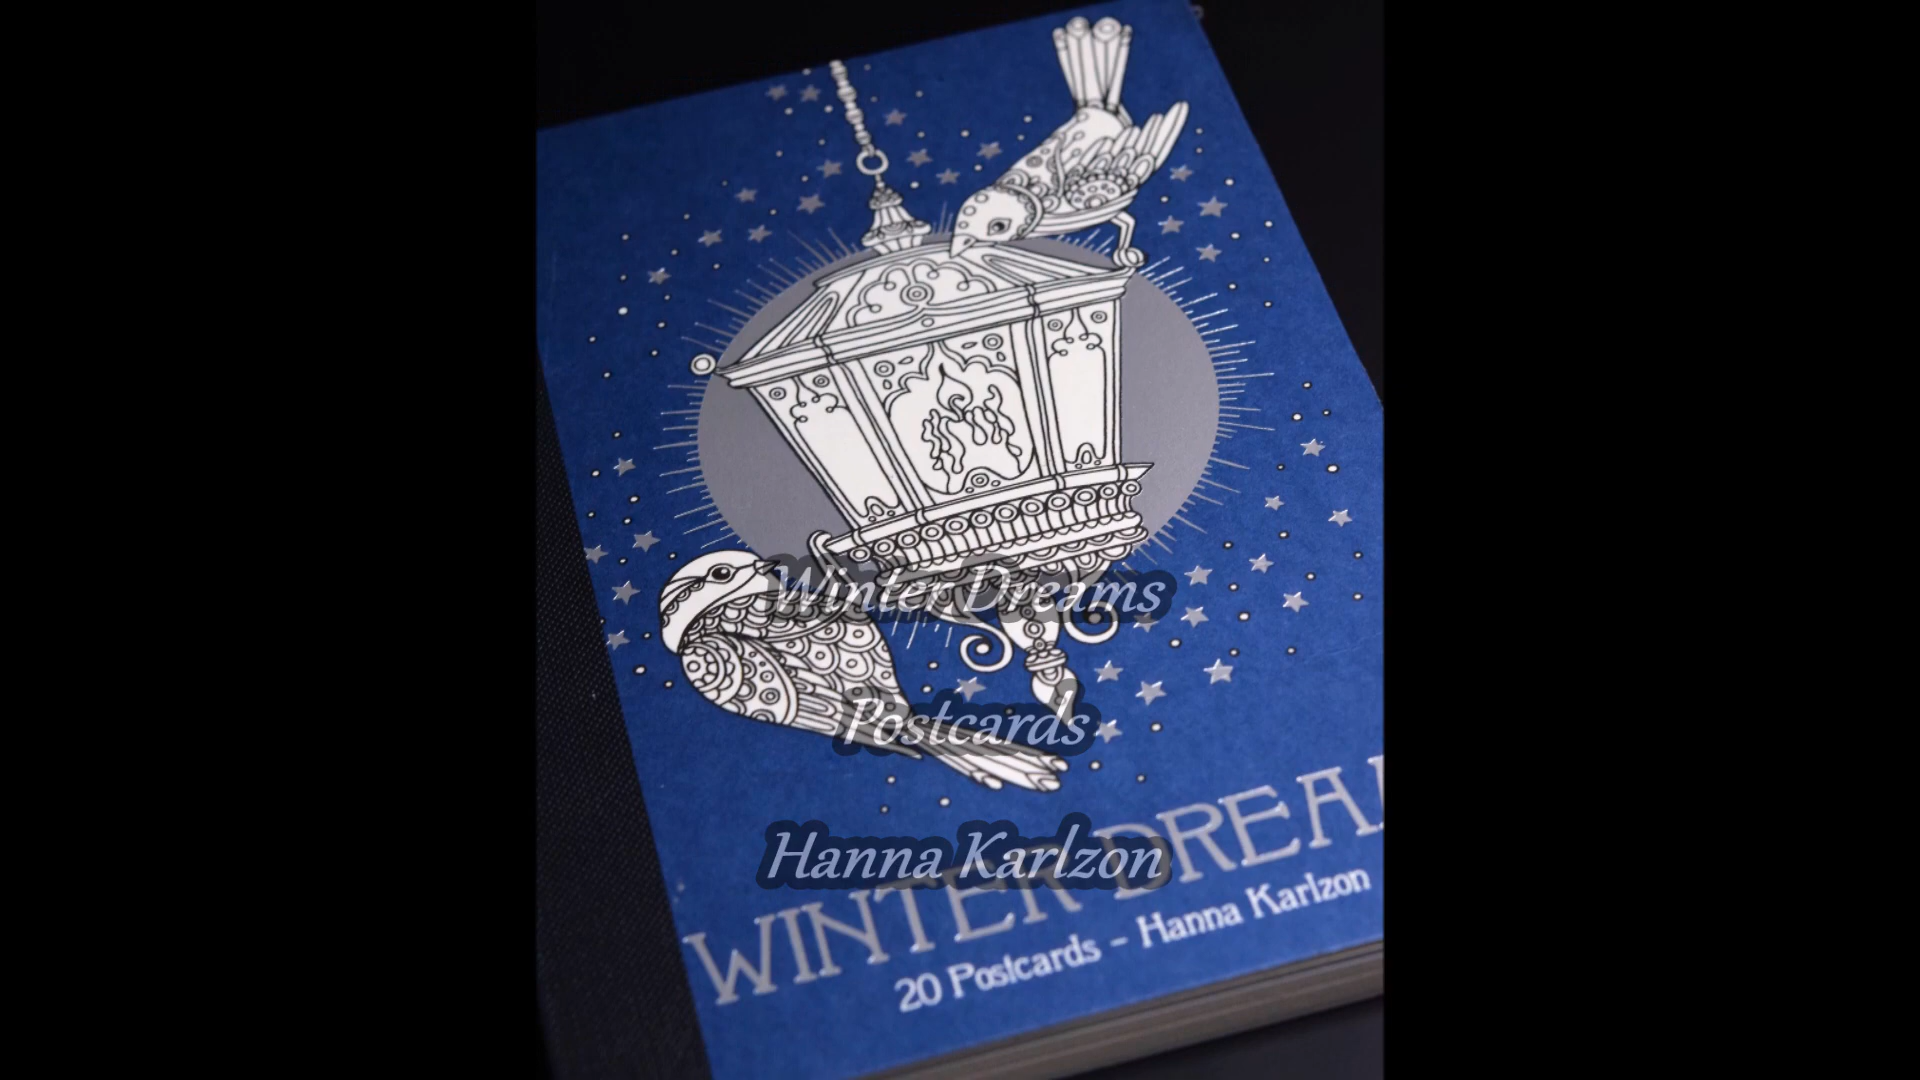 Winter Dreams
Postcards
Hanna Karlzon
WINTER DREA
20 Postcards - Hanna Karlzon